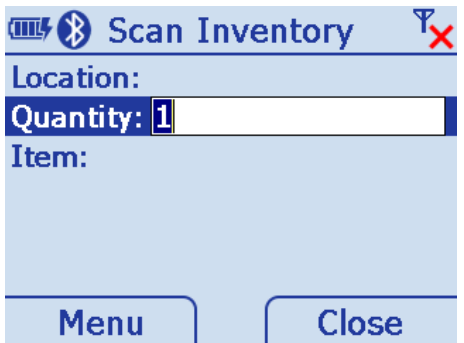 Scan Inventory
Location:
Quantity: 1
Item:
Menu Close